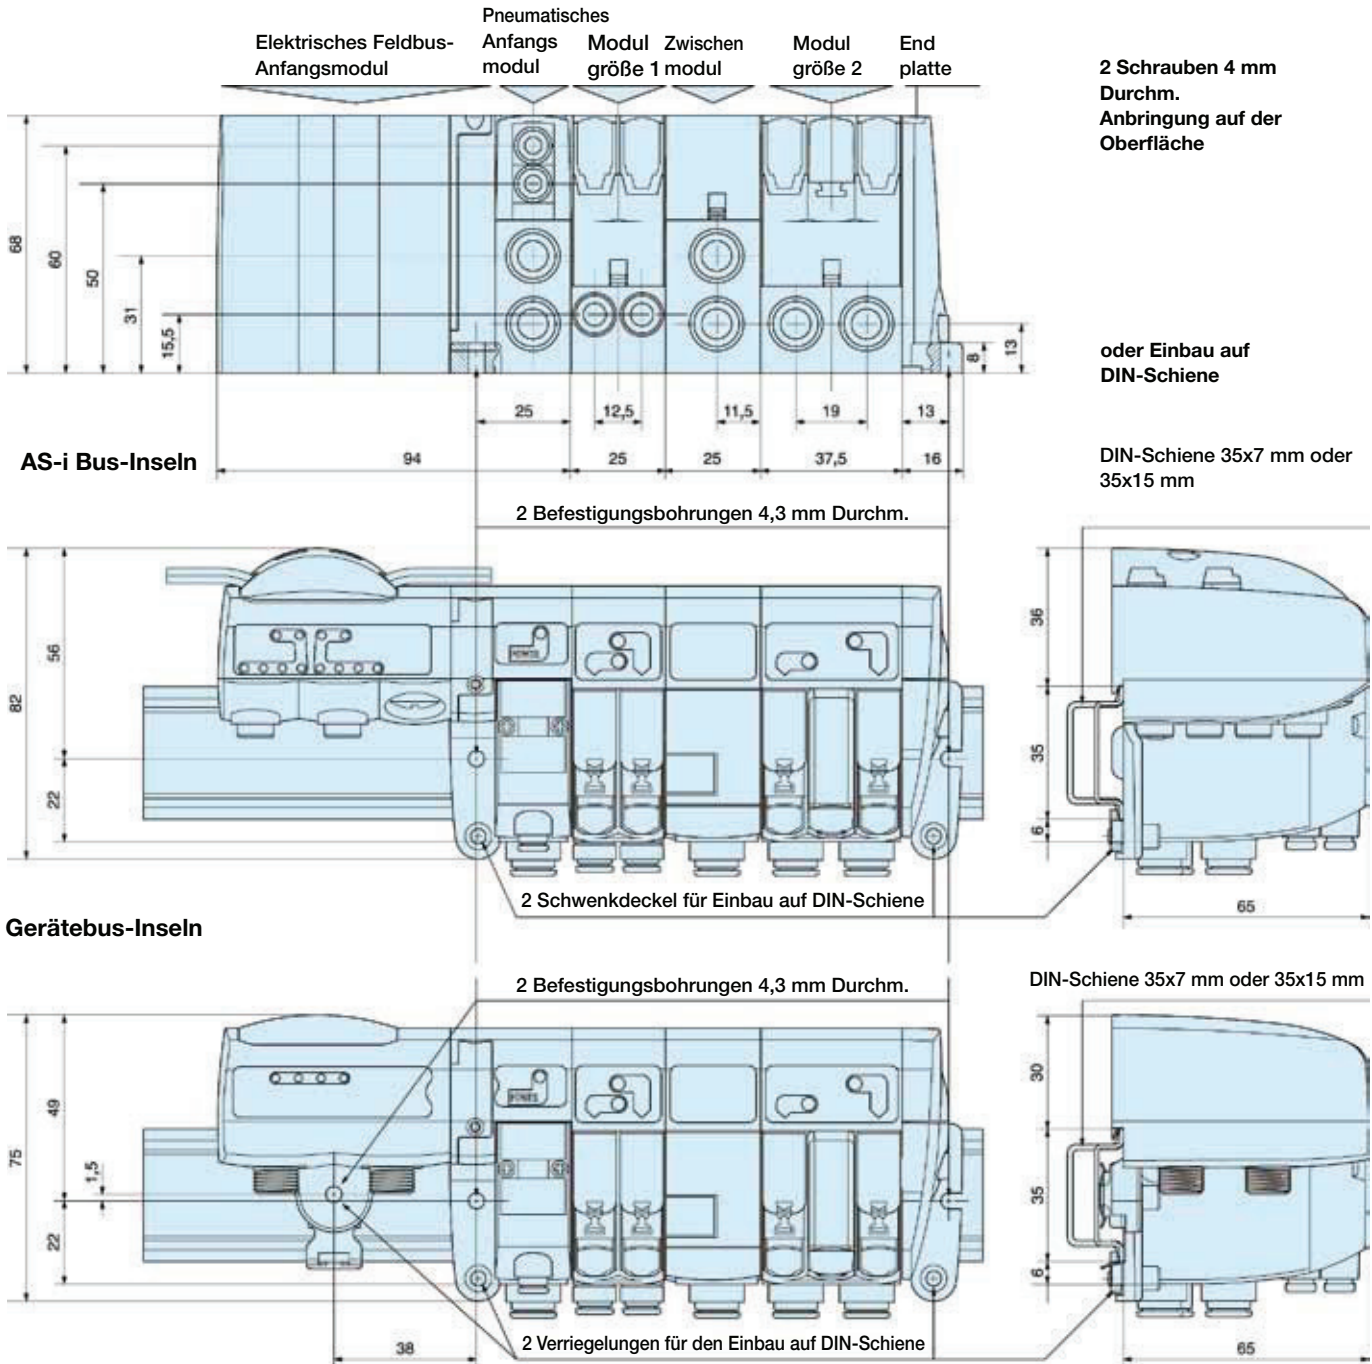 Pneumatisches
Elektrisches Feldbus-
Anfangsmodul
Anfangs
modul
Modul
größe 1
Zwischen
modul
Modul
größe 2
End
platte
2 Schrauben 4 mm
Durchm.
Anbringung auf der
Oberfläche
68
60
50
31
15,5
8
13
oder Einbau auf
DIN-Schiene
25
12,5
11,5
19
13
AS-i Bus-Inseln
94
25
25
37,5
16
DIN-Schiene 35x7 mm oder
35x15 mm
2 Befestigungsbohrungen 4,3 mm Durchm.
82
56
22
36
35
6
65
2 Schwenkdeckel für Einbau auf DIN-Schiene
Gerätebus-Inseln
2 Befestigungsbohrungen 4,3 mm Durchm.
DIN-Schiene 35x7 mm oder 35x15 mm
75
49
1,5
22
30
35
6
2 Verriegelungen für den Einbau auf DIN-Schiene
38
65